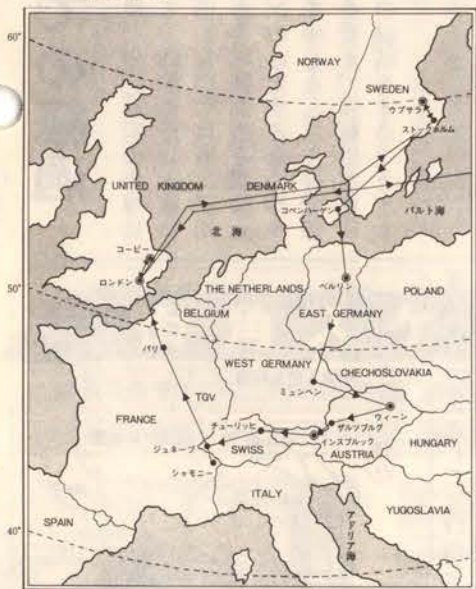 60°
NORWAY
SWEDEN
ウプサラ
ストックホルム
UNITED KINGDOM
DENMARK
コペンハーゲン
バルト海
北海
コービー
ロンドン
THE NETHERLANDS
ベルリン
POLAND
50°
BELGIUM
EAST GERMANY
WEST GERMANY
パリ
CHECHOSLOVAKIA
ミュンヘン
ウィーン
TGV
FRANCE
チューリッヒ
ザルツブルグ
インスブルック
HUNGARY
ジュネーブ
SWISS
AUSTRIA
シャモニー
ITALY
YUGOSLAVIA
SPAIN
アドリア海
40°